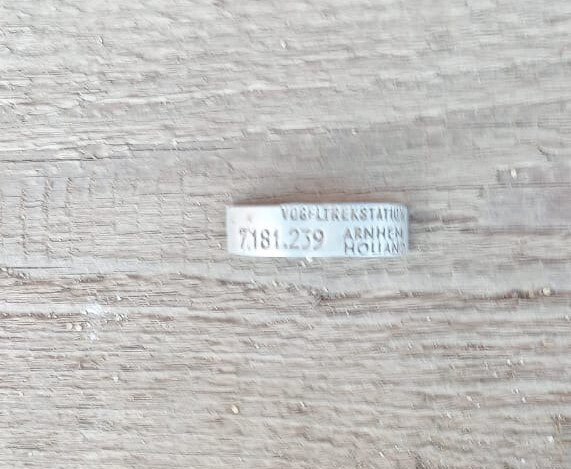 VOGELTREKSTATION
7.181.239 ARNHEM
HOLLAND